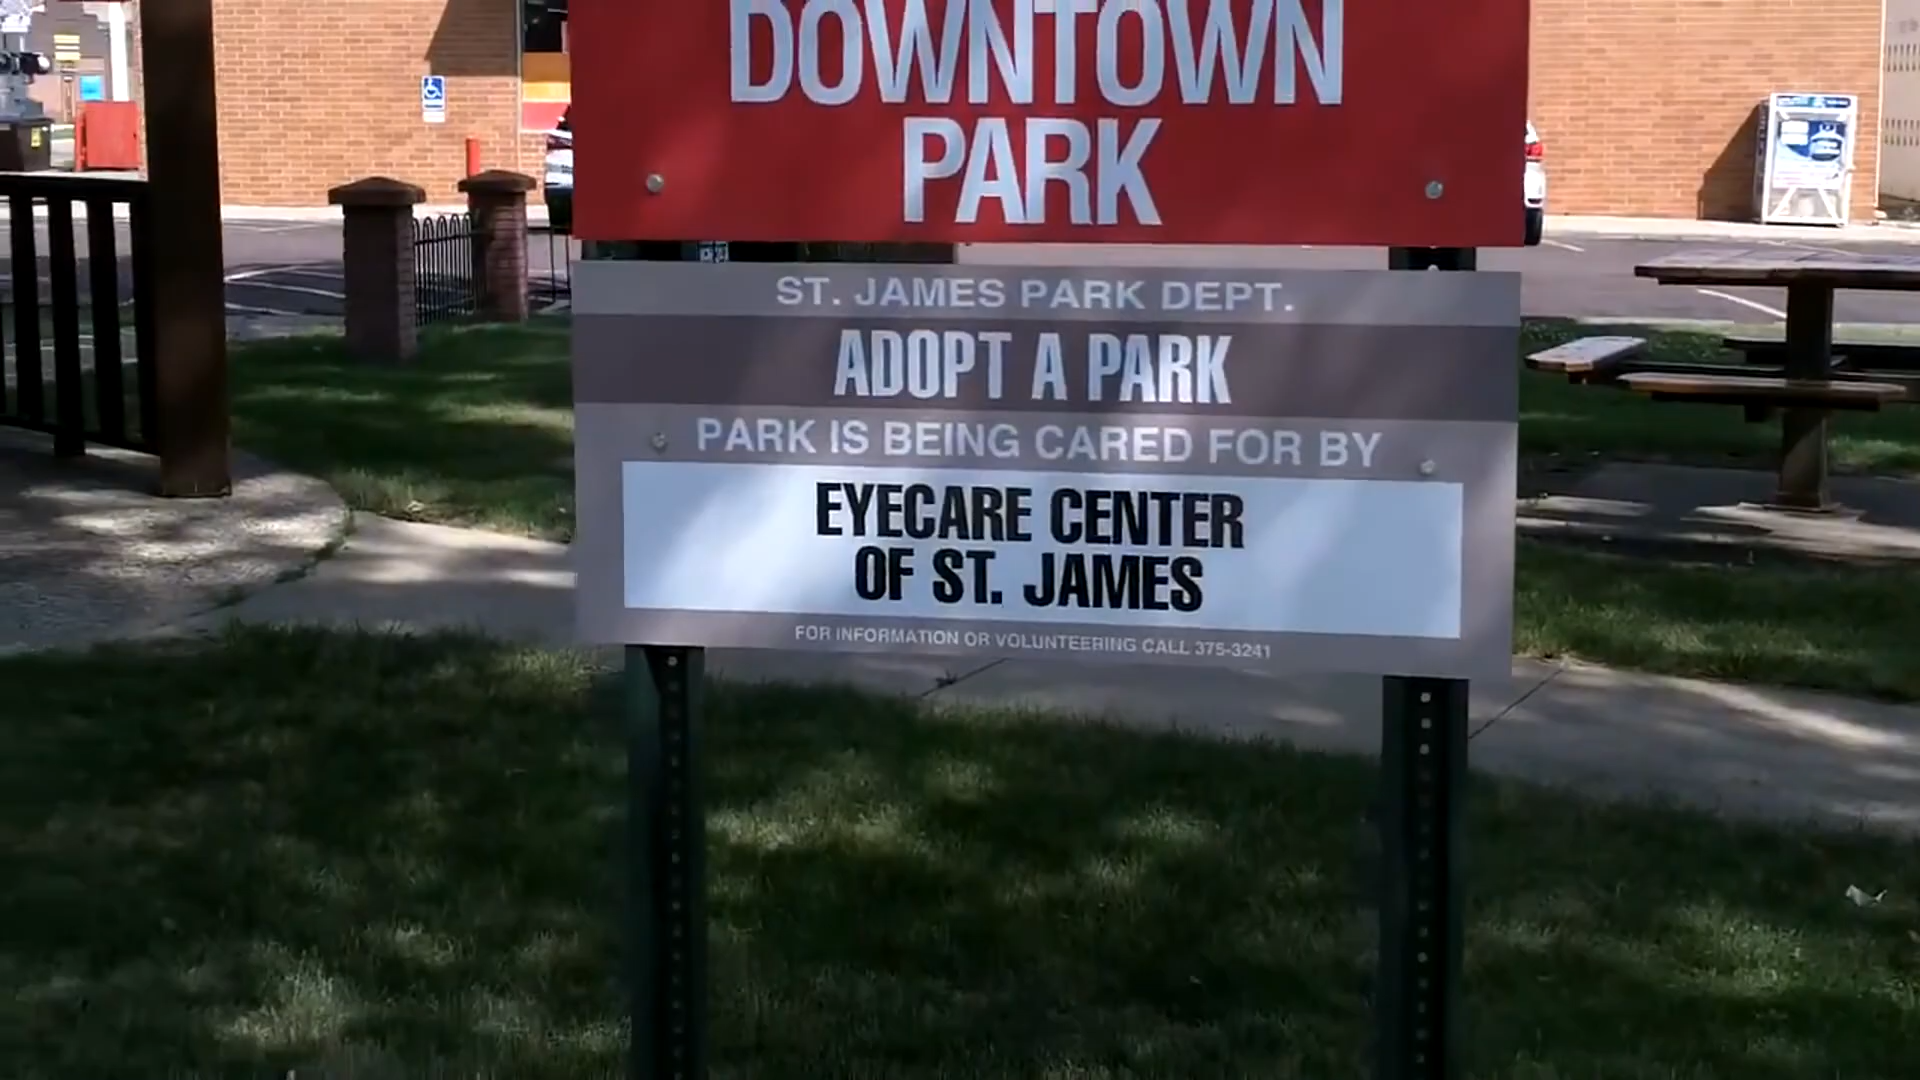 DOWNTOWN
PARK
ST. JAMES PARK DEPT.
ADOPT A PARK
PARK IS BEING CARED FOR BY
EYECARE CENTER
OF ST. JAMES
FOR INFORMATION OR VOLUNTEERING CALL 375-3241